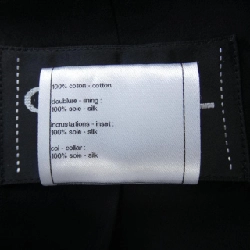 100% coton - cotton
doublure - lining :
100% soie - silk
incrustations - inset :
100% soie - silk
col - collar :
100% soie - silk